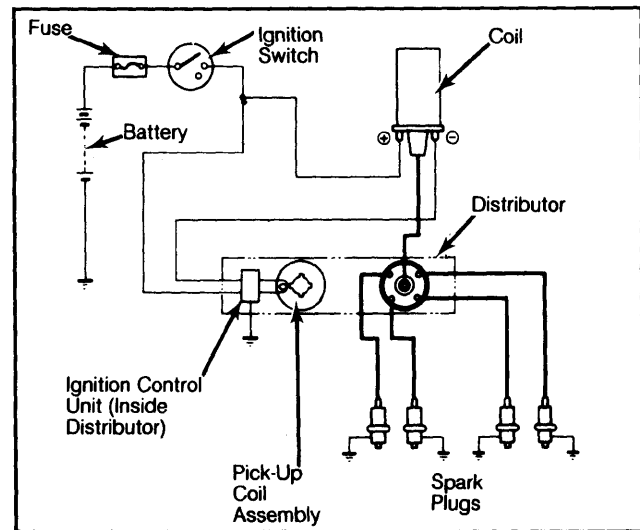 Fuse
Ignition
Switch
Coil
Battery
⊕
⊖
Distributor
Ignition Control
Unit (Inside
Distributor)
Pick-Up
Coil
Assembly
Spark
Plugs